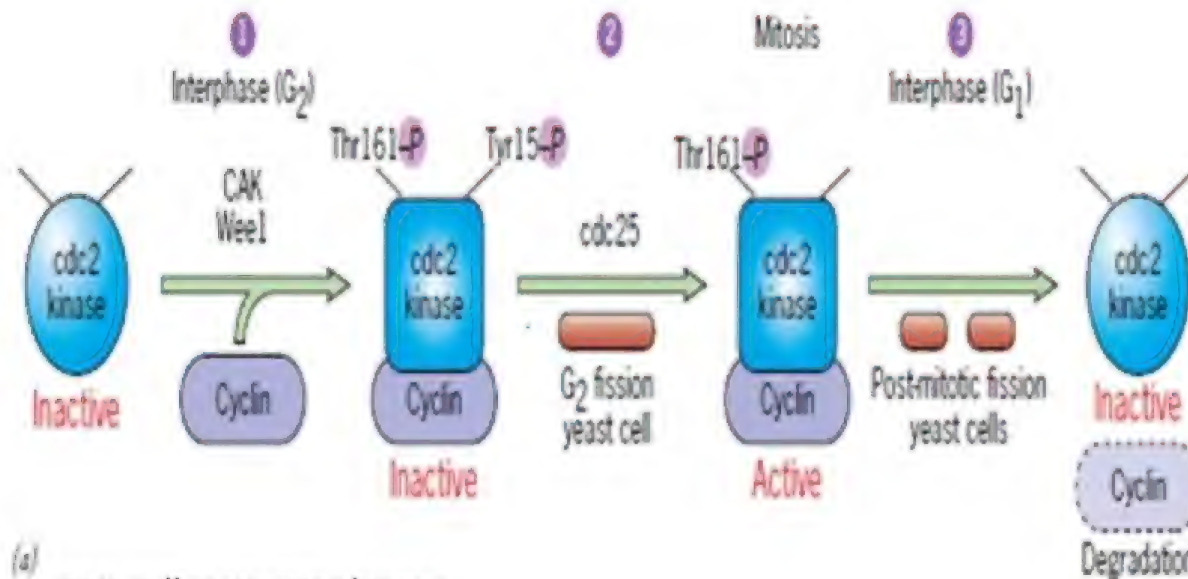 1
2
Mitosis
3
Interphase (G2)
Interphase (G1)
Thr161-P
Tyr15-P
Thr161-P
CAK
Wee1
cdc25
cdc2
kinase
cdc2
kinase
cdc2
kinase
cdc2
kinase
Inactive
Cyclin
Cyclin
G2 fission
yeast cell
Cyclin
Post-mitotic fission
yeast cells
Inactive
Inactive
Active
Cyclin
Degradation
(a)